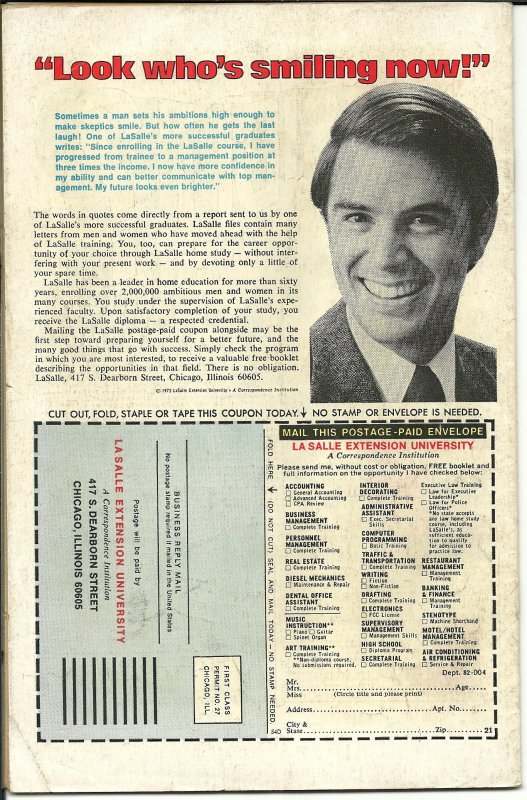 “Look who's smiling now!”
Sometimes a man sets his ambitions high enough to
make skeptics smile. But how often he gets the last
laugh! One of LaSalle's more successful graduates
writes: “Since enrolling in the LaSalle course, I have
progressed from trainee to a management position at
three times the income. I now have more confidence in
my ability and can better communicate with top man-
agement. My future looks even brighter.”
The words in quotes come directly from a report sent to us by one
of LaSalle's more successful graduates. LaSalle files contain many
letters from men and women who have moved ahead with the help
of LaSalle training. You, too, can prepare for the career oppor-
tunity of your choice through LaSalle home study — without inter-
fering with your present work — and by devoting only a little of
your spare time.
LaSalle has been a leader in home education for more than sixty
years, enrolling over 2,000,000 ambitious men and women in its
many courses. You study under the supervision of LaSalle's expe-
rienced faculty. Upon satisfactory completion of your study, you
receive the LaSalle diploma — a respected credential.
Mailing the LaSalle postage-paid coupon alongside may be the
first step toward preparing yourself for a better future, and the
many good things that go with success. Simply check the program
in which you are most interested, to receive a valuable free booklet
describing the opportunities in that field. There is no obligation.
LaSalle, 417 S. Dearborn Street, Chicago, Illinois 60605.
© 1973 LaSalle Extension University • A Correspondence Institution
CUT OUT, FOLD, STAPLE OR TAPE THIS COUPON TODAY. ↓ NO STAMP OR ENVELOPE IS NEEDED.
LA SALLE EXTENSION UNIVERSITY
A Correspondence Institution
417 S. DEARBORN STREET
CHICAGO, ILLINOIS 60605
Postage will be paid by
BUSINESS REPLY MAIL
No postage stamp required if mailed in the United States
FIRST CLASS
PERMIT NO. 27
CHICAGO, ILL.
FOLD HERE ↓ (DO NOT CUT) SEAL AND MAIL TODAY — NO STAMP NEEDED
540
MAIL THIS POSTAGE-PAID ENVELOPE
LA SALLE EXTENSION UNIVERSITY
A Correspondence Institution
Please send me, without cost or obligation, FREE booklet and
full information on the opportunity I have checked below:
ACCOUNTING
General Accounting
Advanced Accounting
CPA Review
BUSINESS
MANAGEMENT
Complete Training
PERSONNEL
MANAGEMENT
Complete Training
REAL ESTATE
Complete Training
DIESEL MECHANICS
Maintenance & Repair
DENTAL OFFICE
ASSISTANT
Complete Training
MUSIC
INSTRUCTION**
Piano Guitar
Spinet Organ
ART TRAINING**
Complete Training
**Non-diploma course,
No submissions required.
INTERIOR
DECORATING
Complete Training
ADMINISTRATIVE
ASSISTANT
Exec. Secretarial
Skills
COMPUTER
PROGRAMMING
Basic Training
TRAFFIC &
TRANSPORTATION
Complete Training
WRITING
Fiction
Non-Fiction
DRAFTING
Complete Training
ELECTRONICS
FCC License
SUPERVISORY
MANAGEMENT
Management Skills
HIGH SCHOOL
Diploma Program
SECRETARIAL
Complete Training
Executive Law Training
Law for Executive
Leadership*
Law for Police
Officers*
*No state accepts
any law home study
course, including
LaSalle's, as
sufficient educa-
tion to qualify
for admission to
practice law.
RESTAURANT
MANAGEMENT
Management
Training
BANKING
& FINANCE
Management
Training
STENOTYPE
Machine Shorthand
MOTEL/HOTEL
MANAGEMENT
Complete Training
AIR CONDITIONING
& REFRIGERATION
Service & Repair
Dept. 82-004
Mr.
Mrs. Age
Miss (Circle title and please print)
Address Apt. No.
City &
State Zip 21